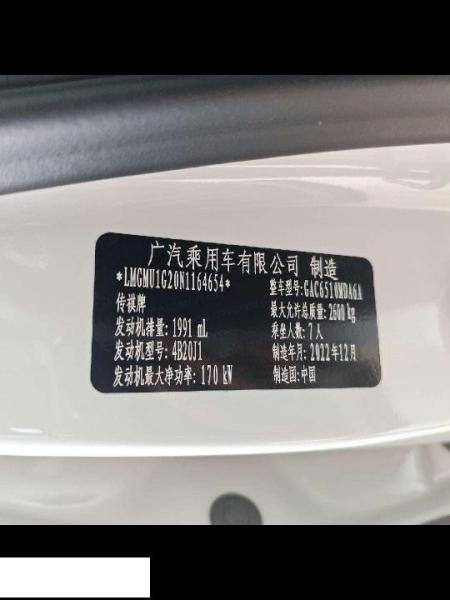 广汽乘用车有限公司 制造
*LMGMU1G20N1164654*
整车型号:GAC6510MDA6A
传祺牌
最大允许总质量:2600 kg
发动机排量:1991 ml
乘坐人数:7人
发动机型号:4B20J1
制造年月:2022年12月
发动机最大净功率:170 kW
制造国:中国